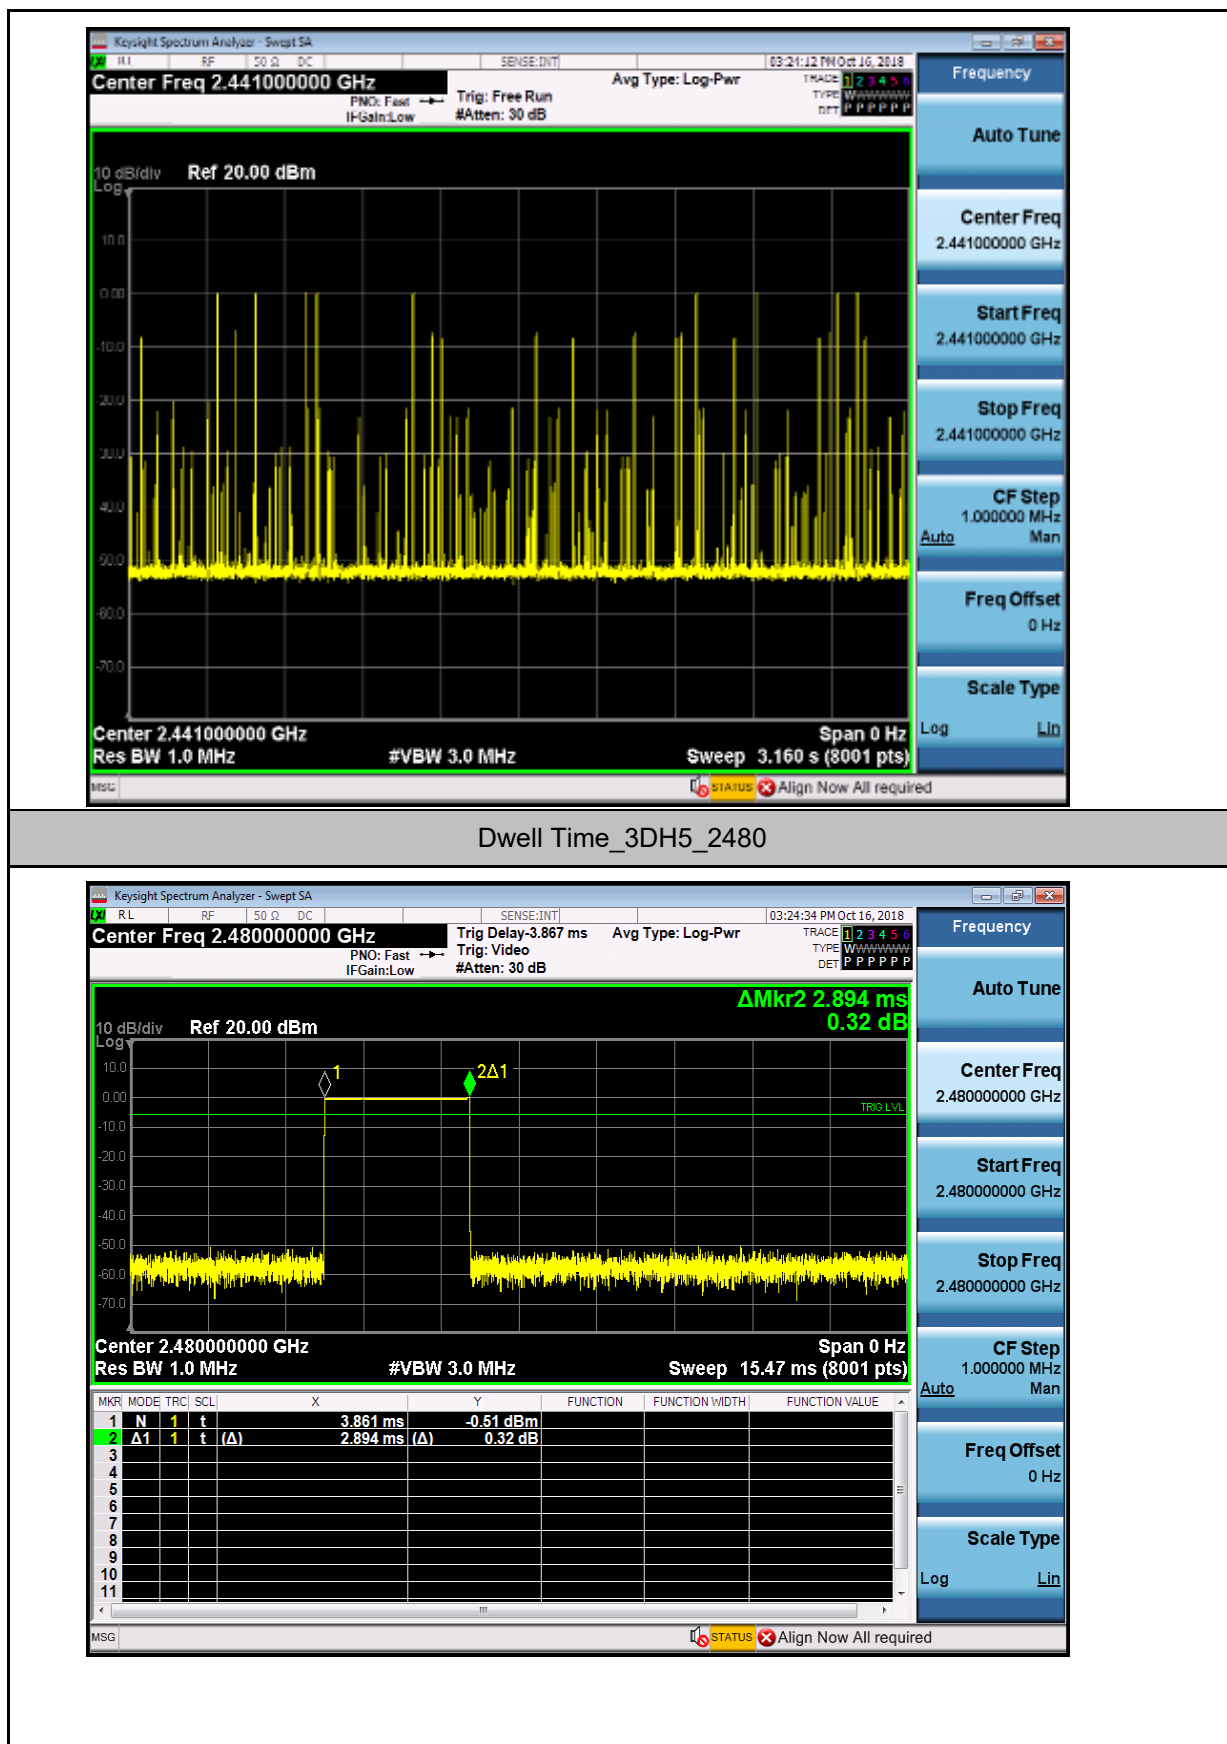 Keysight Spectrum Analyzer - Swept SA
RL RF 50 Ω DC SENSE:INT 03:24:12 PM Oct 16, 2018
Center Freq 2.441000000 GHz
PNO: Fast
IFGain:Low
Trig: Free Run
#Atten: 30 dB
Avg Type: Log-Pwr
TRACE 1 2 3 4 5 6
TYPE W W W W W W
DET P P P P P P
10 dB/div Ref 20.00 dBm
Log
10.0
0.00
-10.0
-20.0
-30.0
-40.0
-50.0
-60.0
-70.0
Center 2.441000000 GHz Span 0 Hz
Res BW 1.0 MHz #VBW 3.0 MHz Sweep 3.160 s (8001 pts)
MSG STATUS Align Now All required
Frequency
Auto Tune
Center Freq
2.441000000 GHz
Start Freq
2.441000000 GHz
Stop Freq
2.441000000 GHz
CF Step
1.000000 MHz
Auto Man
Freq Offset
0 Hz
Scale Type
Log Lin
Dwell Time_3DH5_2480
Keysight Spectrum Analyzer - Swept SA
RL RF 50 Ω DC SENSE:INT 03:24:34 PM Oct 16, 2018
Center Freq 2.480000000 GHz
PNO: Fast
IFGain:Low
Trig Delay-3.867 ms
Trig: Video
#Atten: 30 dB
Avg Type: Log-Pwr
TRACE 1 2 3 4 5 6
TYPE W W W W W W
DET P P P P P P
ΔMkr2 2.894 ms
0.32 dB
10 dB/div Ref 20.00 dBm
Log
10.0
0.00
-10.0
-20.0
-30.0
-40.0
-50.0
-60.0
-70.0
1
2Δ1
TRIG LVL
Center 2.480000000 GHz Span 0 Hz
Res BW 1.0 MHz #VBW 3.0 MHz Sweep 15.47 ms (8001 pts)
MKR MODE TRC SCL X Y FUNCTION FUNCTION WIDTH FUNCTION VALUE
1 N 1 t 3.861 ms -0.51 dBm
2 Δ1 1 t (Δ) 2.894 ms (Δ) 0.32 dB
3
4
5
6
7
8
9
10
11
MSG STATUS Align Now All required
Frequency
Auto Tune
Center Freq
2.480000000 GHz
Start Freq
2.480000000 GHz
Stop Freq
2.480000000 GHz
CF Step
1.000000 MHz
Auto Man
Freq Offset
0 Hz
Scale Type
Log Lin